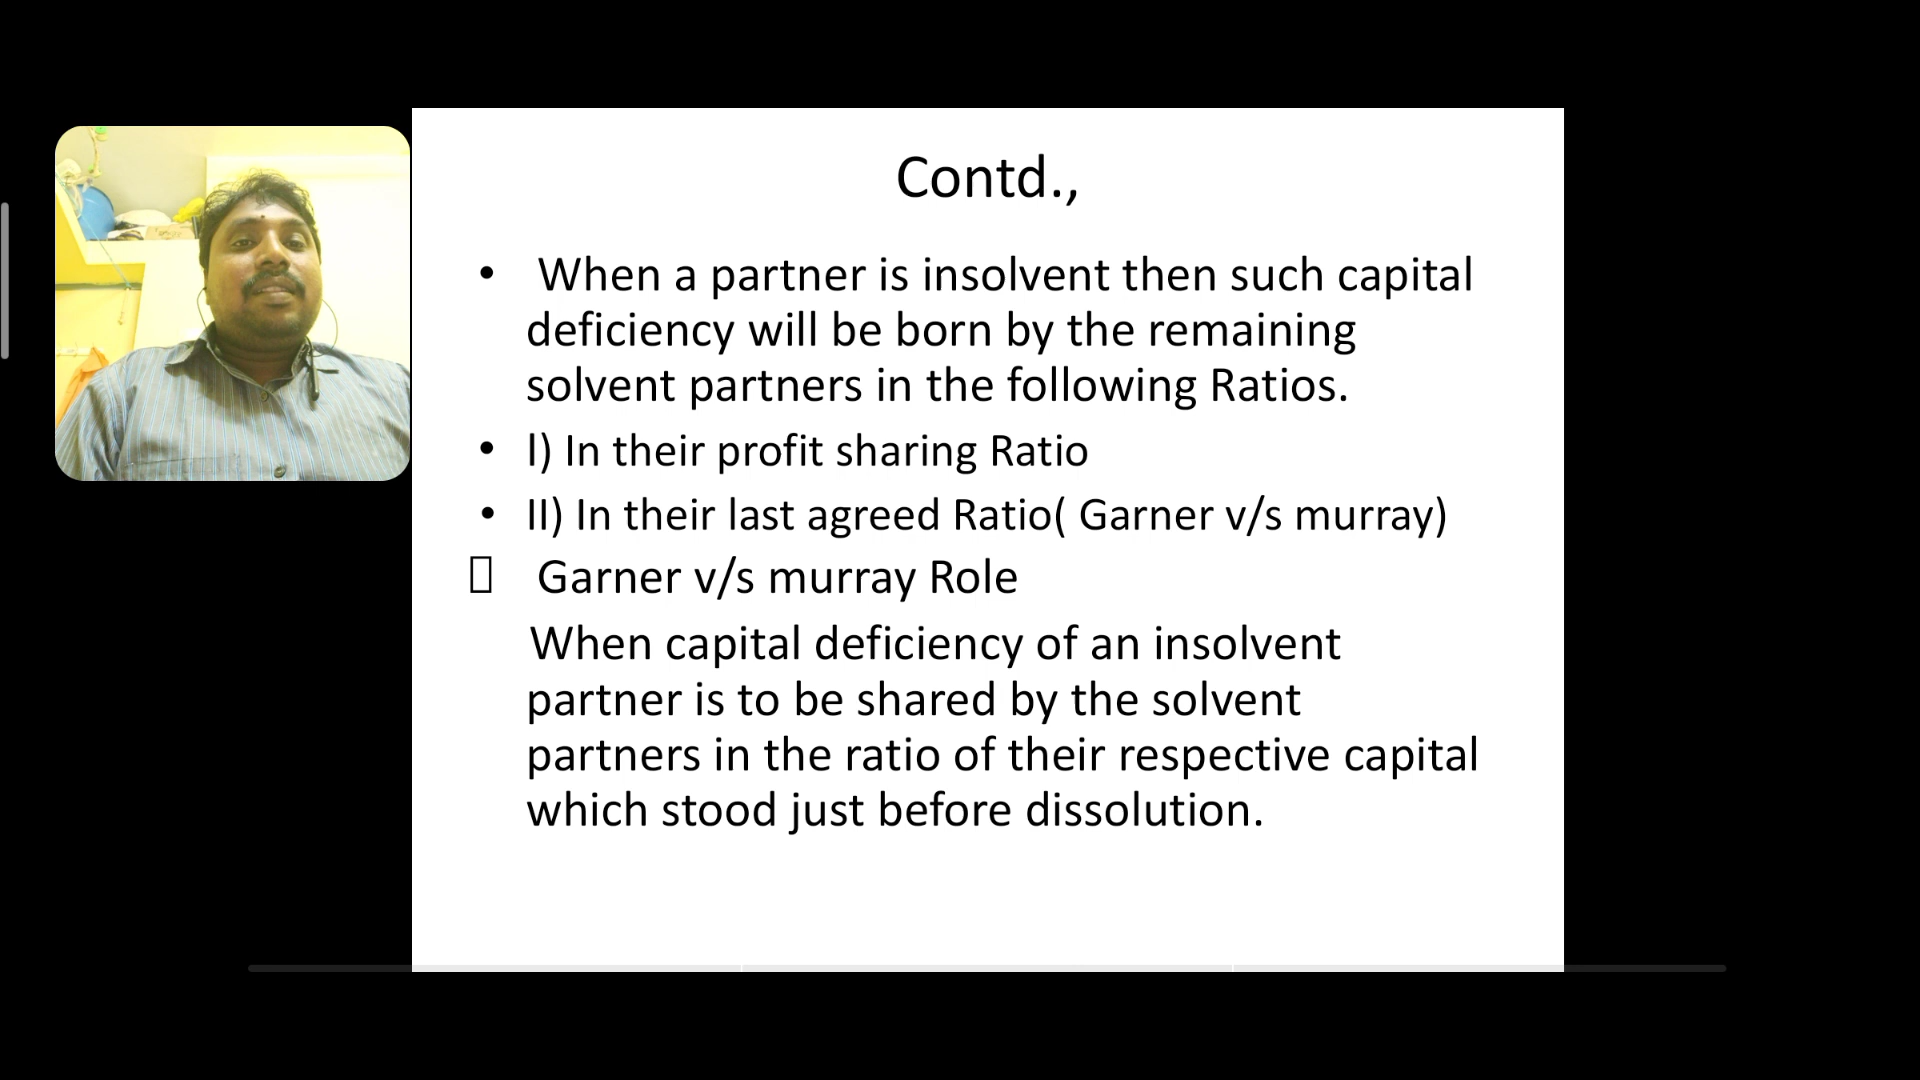 Contd.,
• When a partner is insolvent then such capital
deficiency will be born by the remaining
solvent partners in the following Ratios.
• l) In their profit sharing Ratio
• II) In their last agreed Ratio( Garner v/s murray)
Garner v/s murray Role
When capital deficiency of an insolvent
partner is to be shared by the solvent
partners in the ratio of their respective capital
which stood just before dissolution.